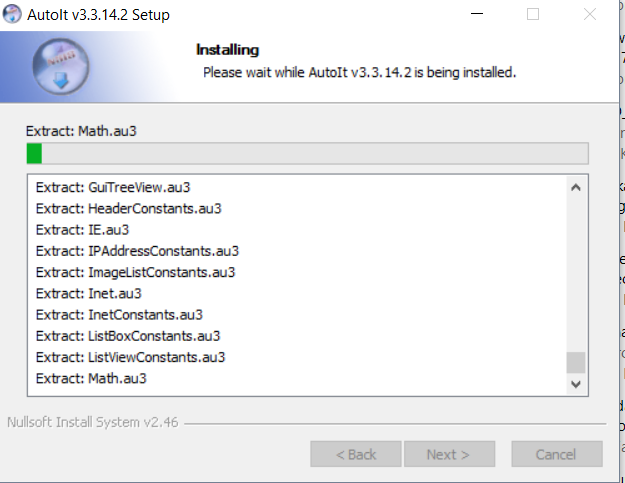 AutoIt v3.3.14.2 Setup
Installing
Please wait while AutoIt v3.3.14.2 is being installed.
Extract: Math.au3
Extract: GuiTreeView.au3
Extract: HeaderConstants.au3
Extract: IE.au3
Extract: IPAddressConstants.au3
Extract: ImageListConstants.au3
Extract: Inet.au3
Extract: InetConstants.au3
Extract: ListBoxConstants.au3
Extract: ListViewConstants.au3
Extract: Math.au3
Nullsoft Install System v2.46
< Back
Next >
Cancel